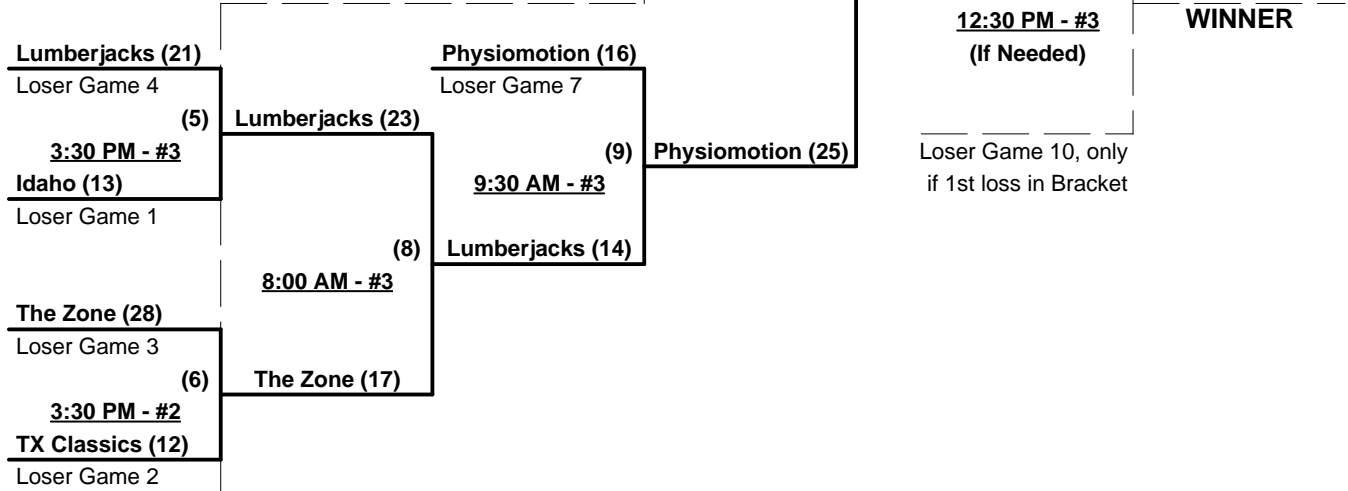 12:30 PM - #3
WINNER
(If Needed)
Lumberjacks (21)
Physiomotion (16)
Loser Game 4
Loser Game 7
(5)
Lumberjacks (23)
3:30 PM - #3
(9)
Physiomotion (25)
Loser Game 10, only
if 1st loss in Bracket
Idaho (13)
9:30 AM - #3
Loser Game 1
(8)
Lumberjacks (14)
8:00 AM - #3
The Zone (28)
Loser Game 3
(6)
The Zone (17)
3:30 PM - #2
TX Classics (12)
Loser Game 2